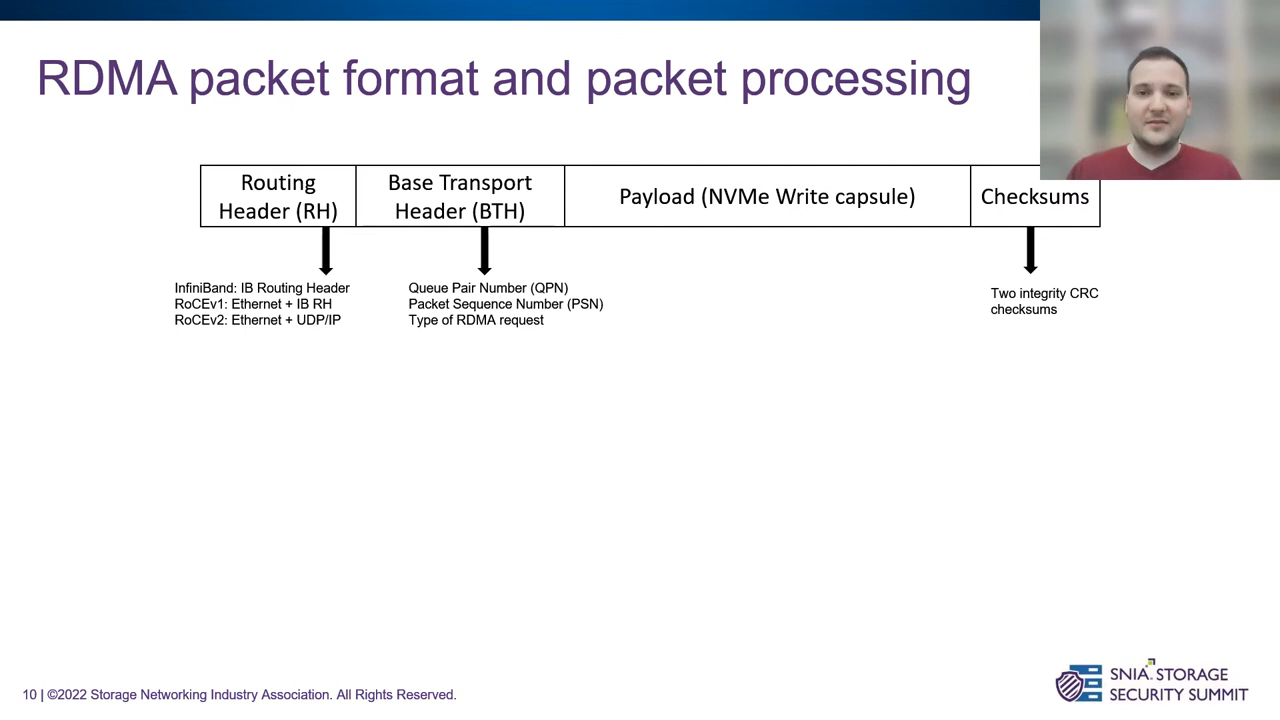 RDMA packet format and packet processing
Routing
Header (RH)
Base Transport
Header (BTH)
Payload (NVMe Write capsule)
Checksums
InfiniBand: IB Routing Header
RoCEv1: Ethernet + IB RH
RoCEv2: Ethernet + UDP/IP
Queue Pair Number (QPN)
Packet Sequence Number (PSN)
Type of RDMA request
Two integrity CRC
checksums
10 | ©2022 Storage Networking Industry Association. All Rights Reserved.
SNIA. STORAGE
SECURITY SUMMIT